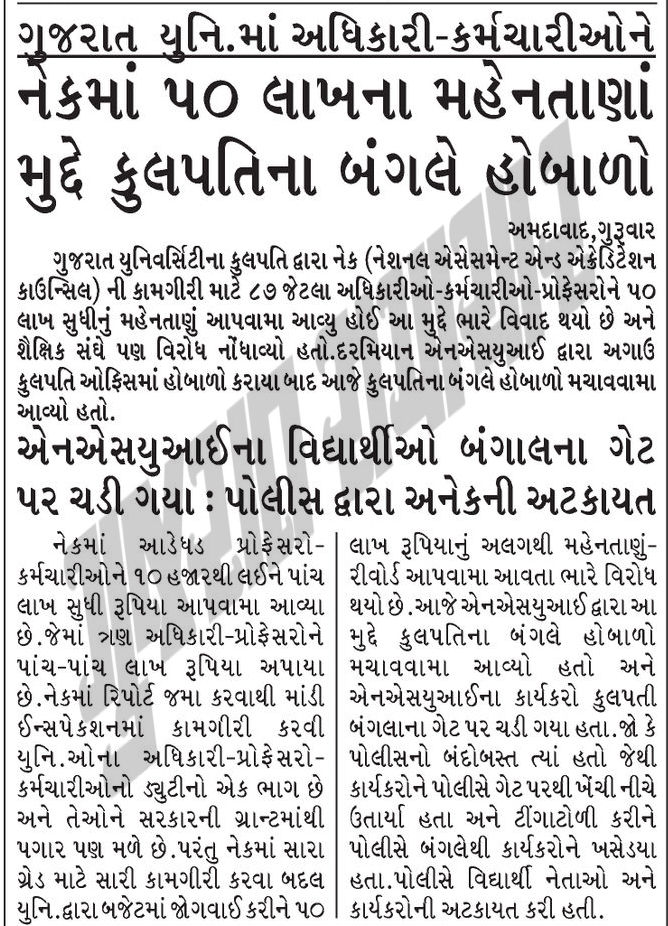 ગુજરાત યુનિ.માં અધિકારી-કર્મચારીઓને
નેકમાં ૫૦ લાખના મહેનતાણાં
મુદ્દે કુલપતિના બંગલે હોબાળો
અમદાવાદ,ગુરૂવાર
ગુજરાત યુનિવર્સિટીના કુલપતિ દ્વારા નેક (નેશનલ એસેસમેન્ટ એન્ડ એક્રેડિટેશન
કાઉન્સિલ) ની કામગીરી માટે ૮૭ જેટલા અધિકારીઓ-કર્મચારીઓ-પ્રોફેસરોને ૫૦
લાખ સુધીનું મહેનતાણું આપવામા આવ્યુ હોઈ આ મુદ્દે ભારે વિવાદ થયો છે અને
શૈક્ષિક સંઘે પણ વિરોધ નોંધાવ્યો હતો.દરમિયાન એનએસયુઆઈ દ્વારા અગાઉ
કુલપતિ ઓફિસમાં હોબાળો કરાયા બાદ આજે કુલપતિના બંગલે હોબાળો મચાવવામા
આવ્યો હતો.
એનએસયુઆઈના વિદ્યાર્થીઓ બંગાલના ગેટ
પર ચડી ગયા : પોલીસ દ્વારા અનેકની અટકાયત
નેકમાં આડેધડ પ્રોફેસરો-
કર્મચારીઓને ૧૦ હજારથી લઈને પાંચ
લાખ સુધી રૂપિયા આપવામા આવ્યા
છે.જેમાં ત્રણ અધિકારી-પ્રોફેસરોને
પાંચ-પાંચ લાખ રૂપિયા અપાયા
છે.નેકમાં રિપોર્ટ જમા કરવાથી માંડી
ઈન્સપેકશનમાં કામગીરી કરવી
યુનિ.ઓના અધિકારી-પ્રોફેસરો-
કર્મચારીઓનો ડ્યુટીનો એક ભાગ છે
અને તેઓને સરકારની ગ્રાન્ટમાંથી
પગાર પણ મળે છે.પરંતુ નેકમાં સારા
ગ્રેડ માટે સારી કામગીરી કરવા બદલ
યુનિ.દ્વારા બજેટમાં જોગવાઈ કરીને ૫૦
લાખ રૂપિયાનું અલગથી મહેનતાણું-
રીવોર્ડ આપવામા આવતા ભારે વિરોધ
થયો છે.આજે એનએસયુઆઈ દ્વારા આ
મુદ્દે કુલપતિના બંગલે હોબાળો
મચાવવામા આવ્યો હતો અને
એનએસયુઆઈના કાર્યકરો કુલપતી
બંગલાના ગેટ પર ચડી ગયા હતા.જો કે
પોલીસનો બંદોબસ્ત ત્યાં હતો જેથી
કાર્યકરોને પોલીસે ગેટ પરથી ખેંચી નીચે
ઉતાર્યા હતા અને ટીંગાટોળી કરીને
પોલીસે બંગલેથી કાર્યકરોને ખસેડયા
હતા.પોલીસે વિદ્યાર્થી નેતાઓ અને
કાર્યકરોની અટકાયત કરી હતી.